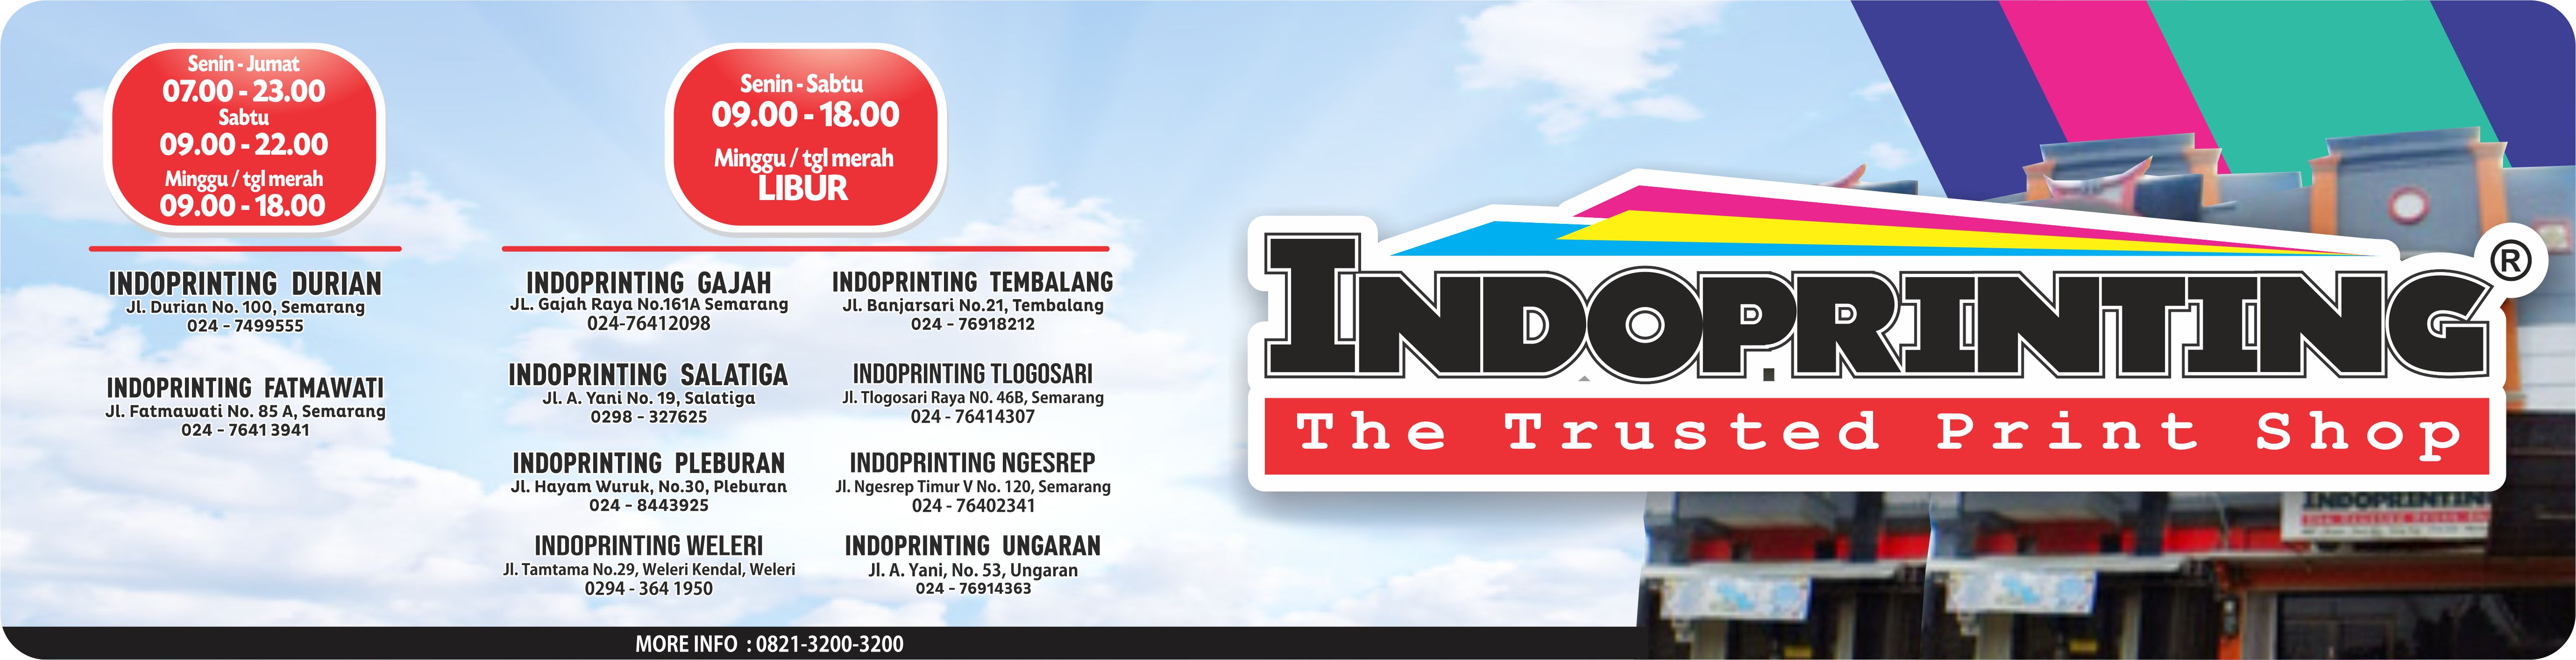 Senin - Jumat
07.00 - 23.00
Sabtu
09.00 - 22.00
Minggu / tgl merah
09.00 - 18.00
INDOPRINTING DURIAN
Jl. Durian No. 100, Semarang
024 - 7499555
INDOPRINTING FATMAWATI
Jl. Fatmawati No. 85 A, Semarang
024 - 7641 3941
Senin - Sabtu
09.00 - 18.00
Minggu / tgl merah
LIBUR
INDOPRINTING GAJAH
JL. Gajah Raya No.161A Semarang
024-76412098
INDOPRINTING SALATIGA
Jl. A. Yani No. 19, Salatiga
0298 - 327625
INDOPRINTING PLEBURAN
Jl. Hayam Wuruk, No.30, Pleburan
024 - 8443925
INDOPRINTING WELERI
Jl. Tamtama No.29, Weleri Kendal, Weleri
0294 - 364 1950
INDOPRINTING TEMBALANG
Jl. Banjarsari No.21, Tembalang
024 - 76918212
INDOPRINTING TLOGOSARI
Jl. Tlogosari Raya N0. 46B, Semarang
024 - 76414307
INDOPRINTING NGESREP
Jl. Ngesrep Timur V No. 120, Semarang
024 - 76402341
INDOPRINTING UNGARAN
Jl. A. Yani, No. 53, Ungaran
024 - 76914363
MORE INFO : 0821-3200-3200
INDOPRINTING®
The Trusted Print Shop